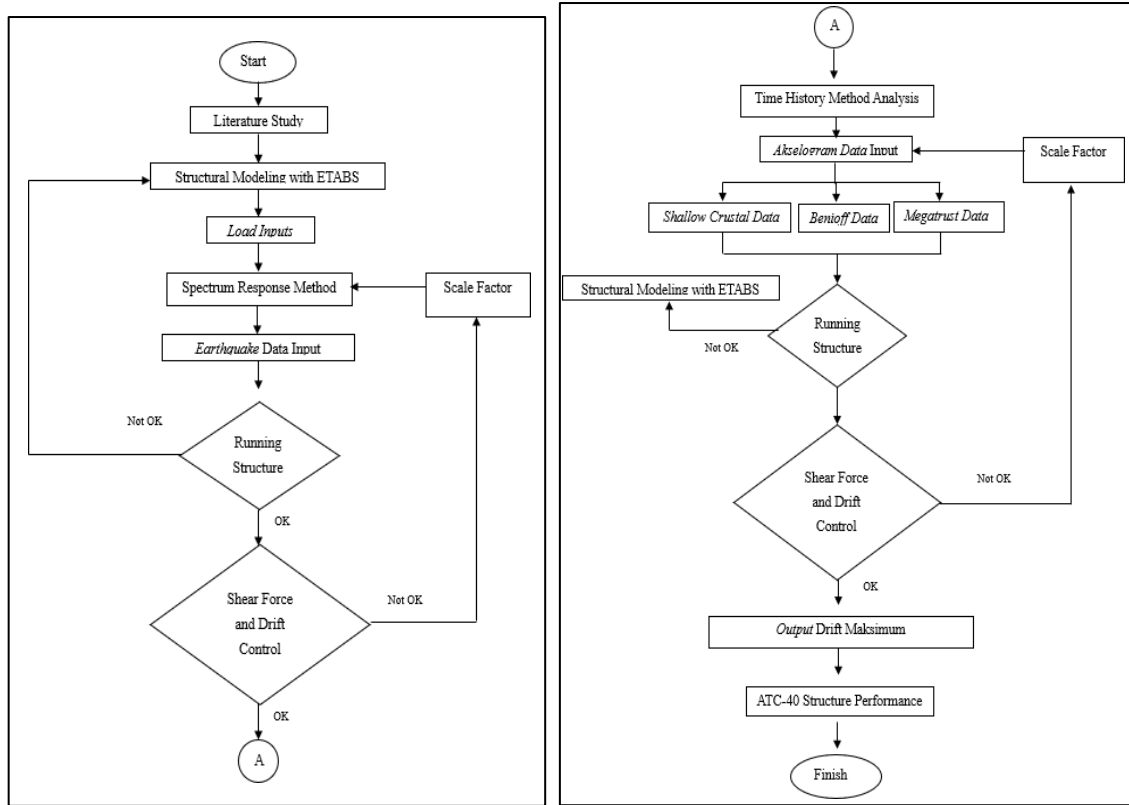 Start
Literature Study
Structural Modeling with ETABS
Load Inputs
Spectrum Response Method
Scale Factor
Earthquake Data Input
Not OK
Running
Structure
OK
Shear Force
and Drift
Control
Not OK
OK
A
A
Time History Method Analysis
Akselogram Data Input
Scale Factor
Shallow Crustal Data
Benioff Data
Megatrust Data
Structural Modeling with ETABS
Running
Structure
Not OK
Shear Force
and Drift
Control
Not OK
OK
Output Drift Maksimum
ATC-40 Structure Performance
Finish